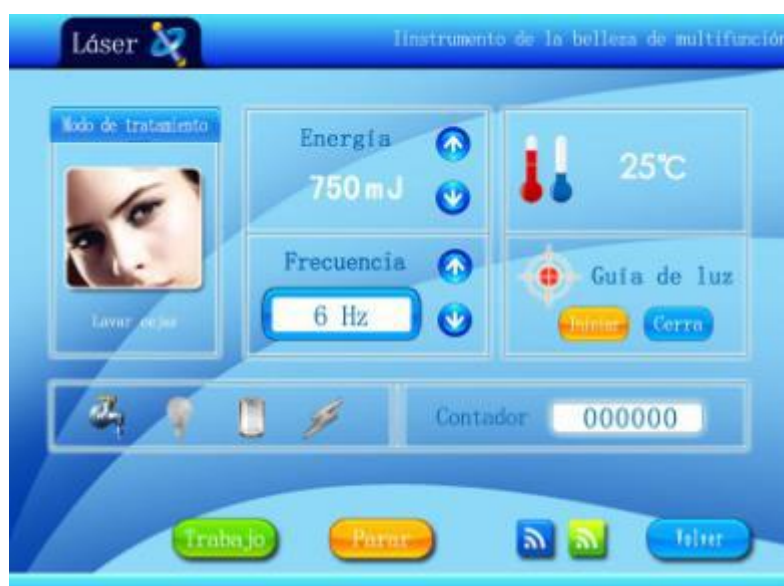 Láser
Iinstrumento de la belleza de multifunción
Modo de tratamiento
Energía
750mJ
25℃
Frecuencia
6 Hz
Guía de luz
Iniciar
Cerra
Lavar cejas
Contador
000000
Trabajo
Parar
Volver